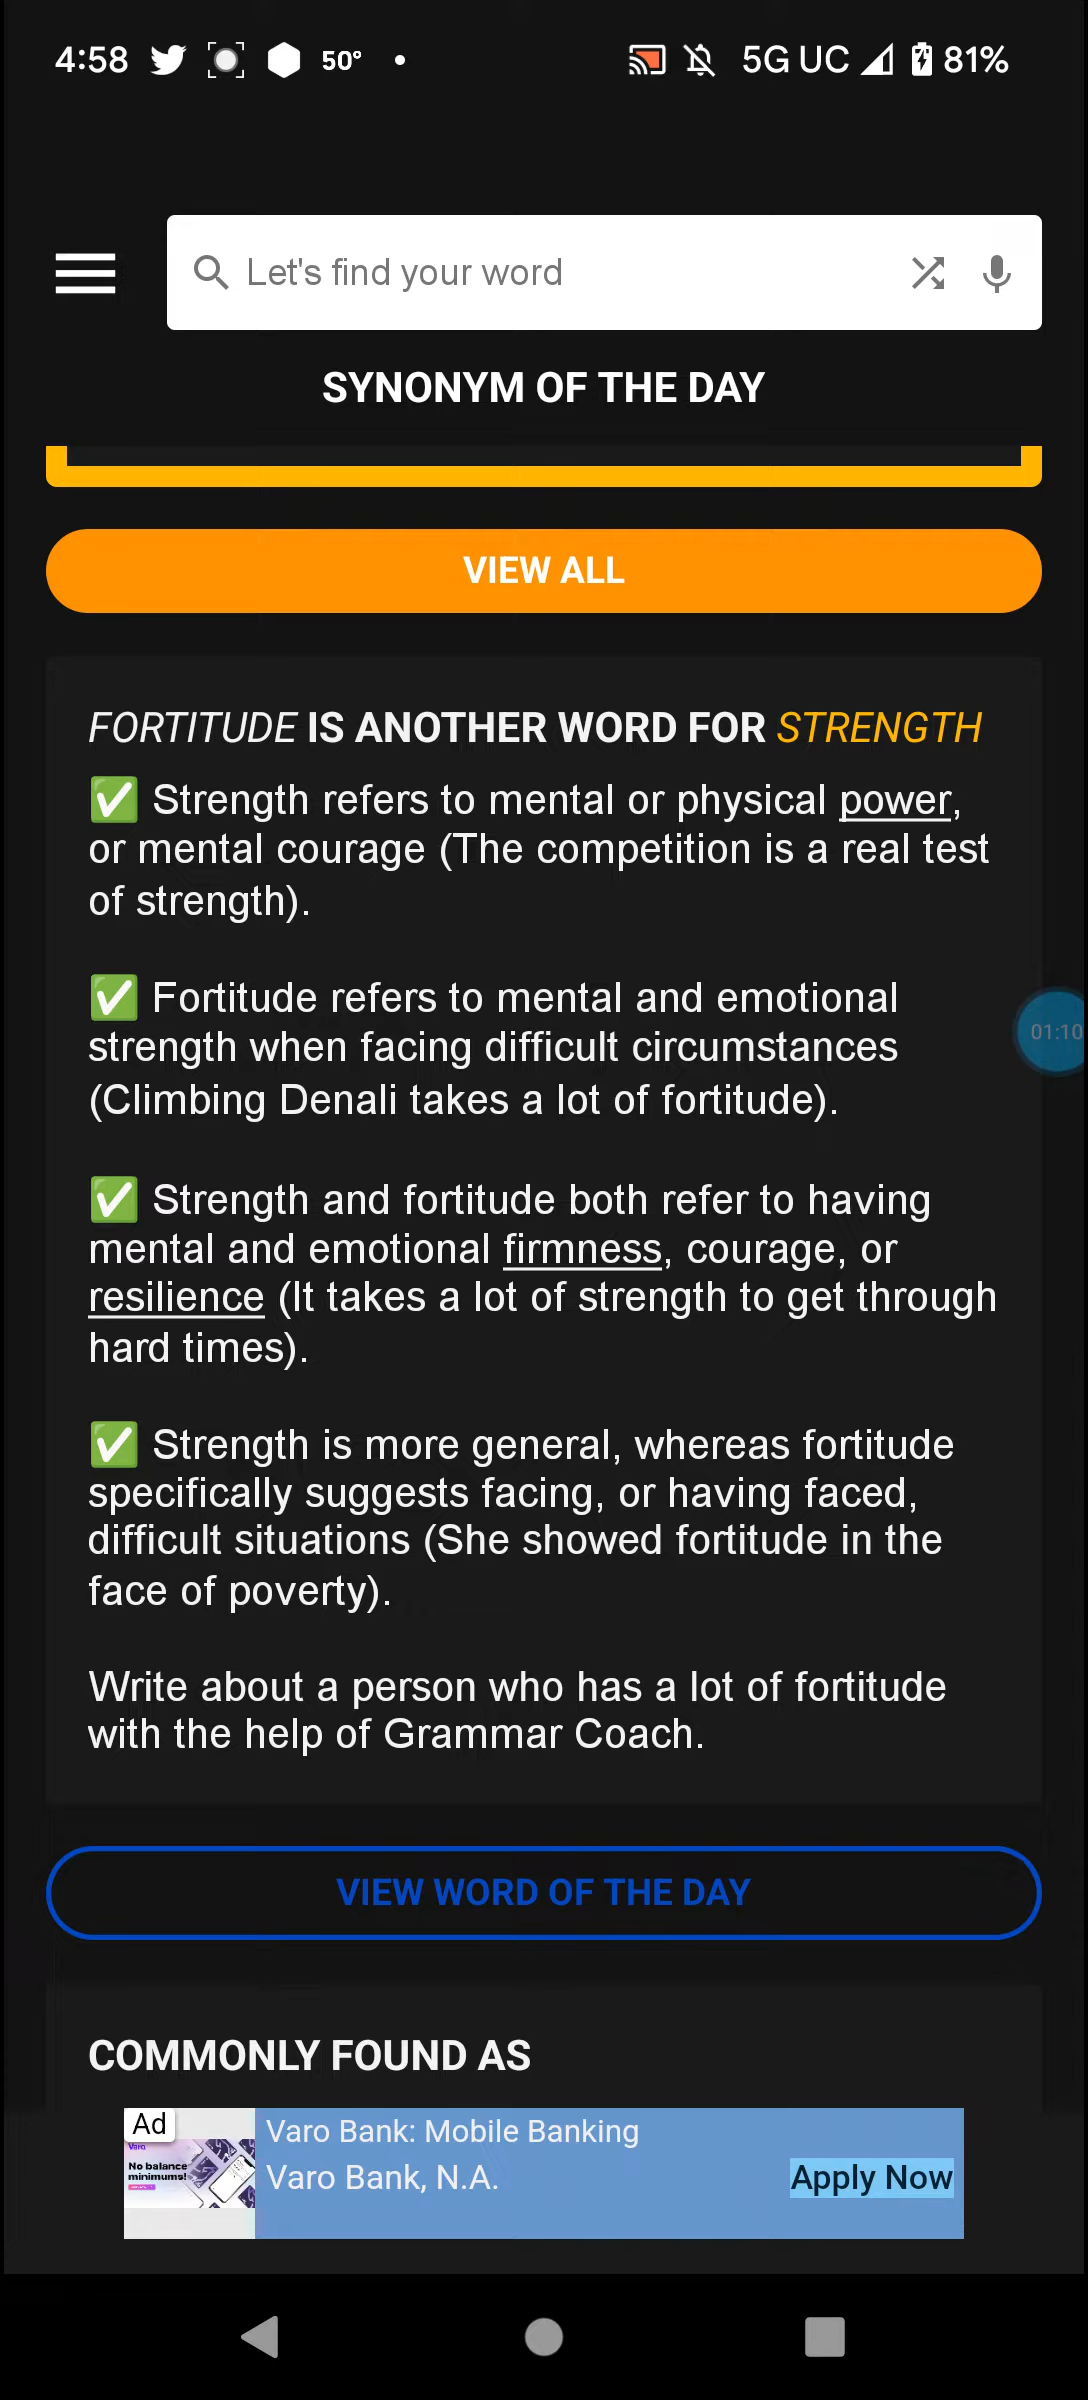 4:58 50° 5G UC 81%
Let's find your word
SYNONYM OF THE DAY
VIEW ALL
FORTITUDE IS ANOTHER WORD FOR STRENGTH
✅ Strength refers to mental or physical power,
or mental courage (The competition is a real test
of strength).
✅ Fortitude refers to mental and emotional
strength when facing difficult circumstances
(Climbing Denali takes a lot of fortitude).
01:10
✅ Strength and fortitude both refer to having
mental and emotional firmness, courage, or
resilience (It takes a lot of strength to get through
hard times).
✅ Strength is more general, whereas fortitude
specifically suggests facing, or having faced,
difficult situations (She showed fortitude in the
face of poverty).
Write about a person who has a lot of fortitude
with the help of Grammar Coach.
VIEW WORD OF THE DAY
COMMONLY FOUND AS
Ad
Varo
No balance
minimums!
Varo Bank: Mobile Banking
Varo Bank, N.A.
Apply Now